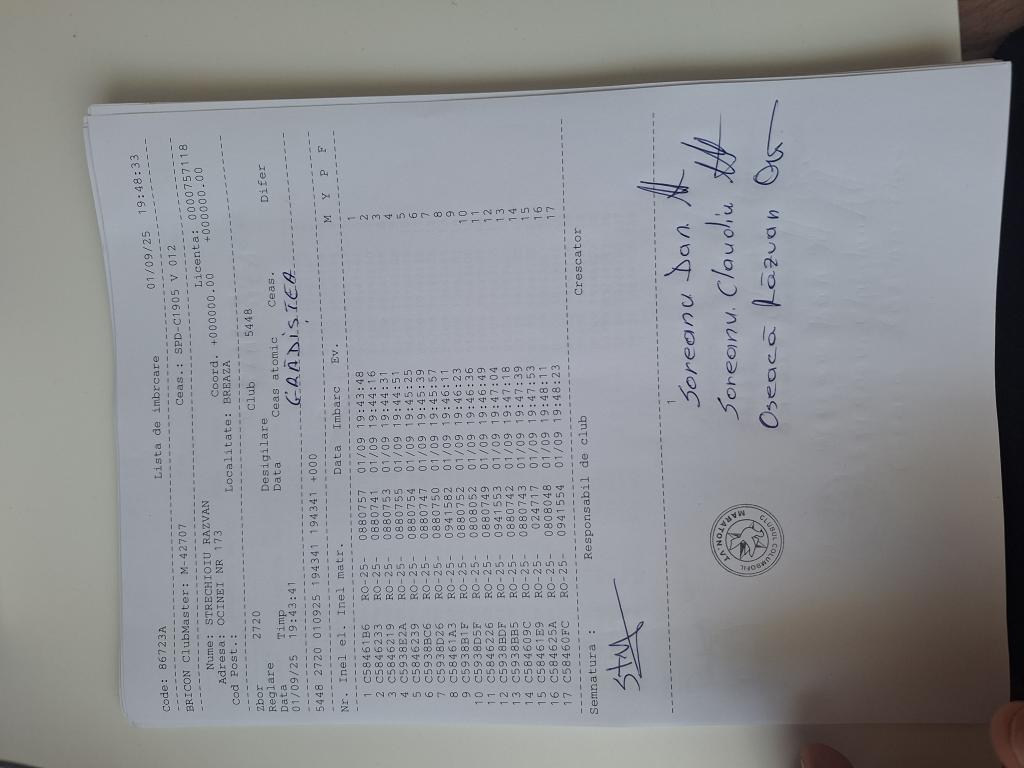 Code: 86723A Lista de imbrcare 01/09/25 19:48:33
BRICON ClubMaster: M-42707 Ceas.: SPD-C1905 V 012
Nume: STRECHIOIU RAZVAN Licenta: 0000757118
Adresa: OCINEI NR 173 Coord. +000000.00 +000000.00
Cod Post.: Localitate: BREAZA
Zbor 2720 Club 5448
Reglare Desigilare
Data Timp Data Ceas atomic Ceas. Difer
01/09/25 19:43:41 GRĂDIȘTEA
5448 2720 010925 194341 194341 +000
Nr. Inel el. Inel matr. Data Imbarc Ev. M Y P F
1 C58461B6 RO-25- 0880757 01/09 19:43:48 1
2 C5846233 RO-25- 0880741 01/09 19:44:16 2
3 C5846219 RO-25- 0880753 01/09 19:44:31 3
4 C5938E2A RO-25- 0880755 01/09 19:44:51 4
5 C5846239 RO-25- 0880754 01/09 19:45:25 5
6 C5938BC6 RO-25- 0880747 01/09 19:45:39 6
7 C5938D26 RO-25- 0880750 01/09 19:45:57 7
8 C58461A3 RO-25- 0941582 01/09 19:46:11 8
9 C5938B1F RO-25- 0880752 01/09 19:46:23 9
10 C5938D5F RO-25- 0808052 01/09 19:46:36 10
11 C5846226 RO-25- 0880749 01/09 19:46:49 11
12 C5938BDF RO-25- 0941553 01/09 19:47:04 12
13 C5938BB5 RO-25- 0880742 01/09 19:47:18 13
14 C584609C RO-25- 0880743 01/09 19:47:39 14
15 C58461E9 RO-25- 024717 01/09 19:47:53 15
16 C584625A RO-25- 0808048 01/09 19:48:11 16
17 C58460FC RO-25- 0941554 01/09 19:48:23 17
Semnatura : Responsabil de club Crescator
1
Soreanu Dan
Soreanu Claudiu
Oseacă Răzvan
CLUBUL COLUMBOFIL
MARATON V